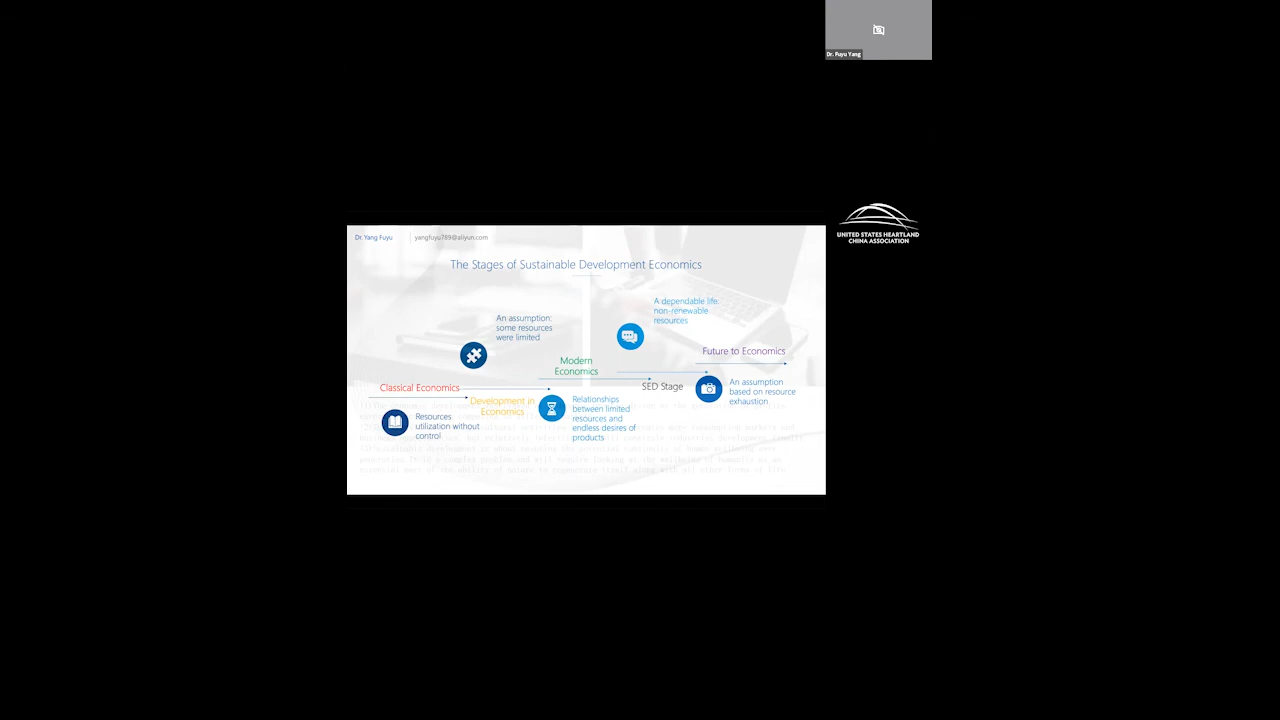 Dr. Fuyu Yang
UNITED STATES HEARTLAND
CHINA ASSOCIATION
Dr. Yang Fuyu
yangfuyu789@aliyun.com
The Stages of Sustainable Development Economics
A dependable life:
non-renewable
resources
An assumption:
some resources
were limited
Future to Economics
Modern
Economics
Classical Economics
SED Stage
An assumption
based on resource
exhaustion
Development in
Economics
Relationships
between limited
resources and
endless desires of
products
Resources
utilization without
control